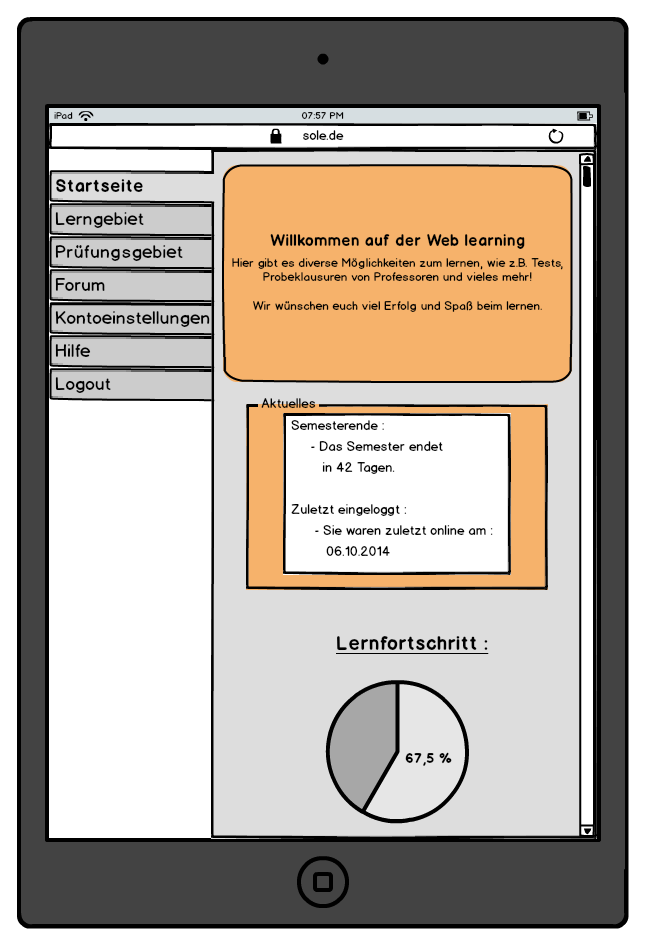 iPad 07:57 PM
sole.de
Startseite
Lerngebiet
Prüfungsgebiet
Forum
Kontoeinstellungen
Hilfe
Logout
Willkommen auf der Web learning
Hier gibt es diverse Möglichkeiten zum lernen, wie z.B. Tests,
Probeklausuren von Professoren und vieles mehr!
Wir wünschen euch viel Erfolg und Spaß beim lernen.
Aktuelles
Semesterende :
- Das Semester endet
in 42 Tagen.
Zuletzt eingeloggt :
- Sie waren zuletzt online am :
06.10.2014
Lernfortschritt :
67,5 %